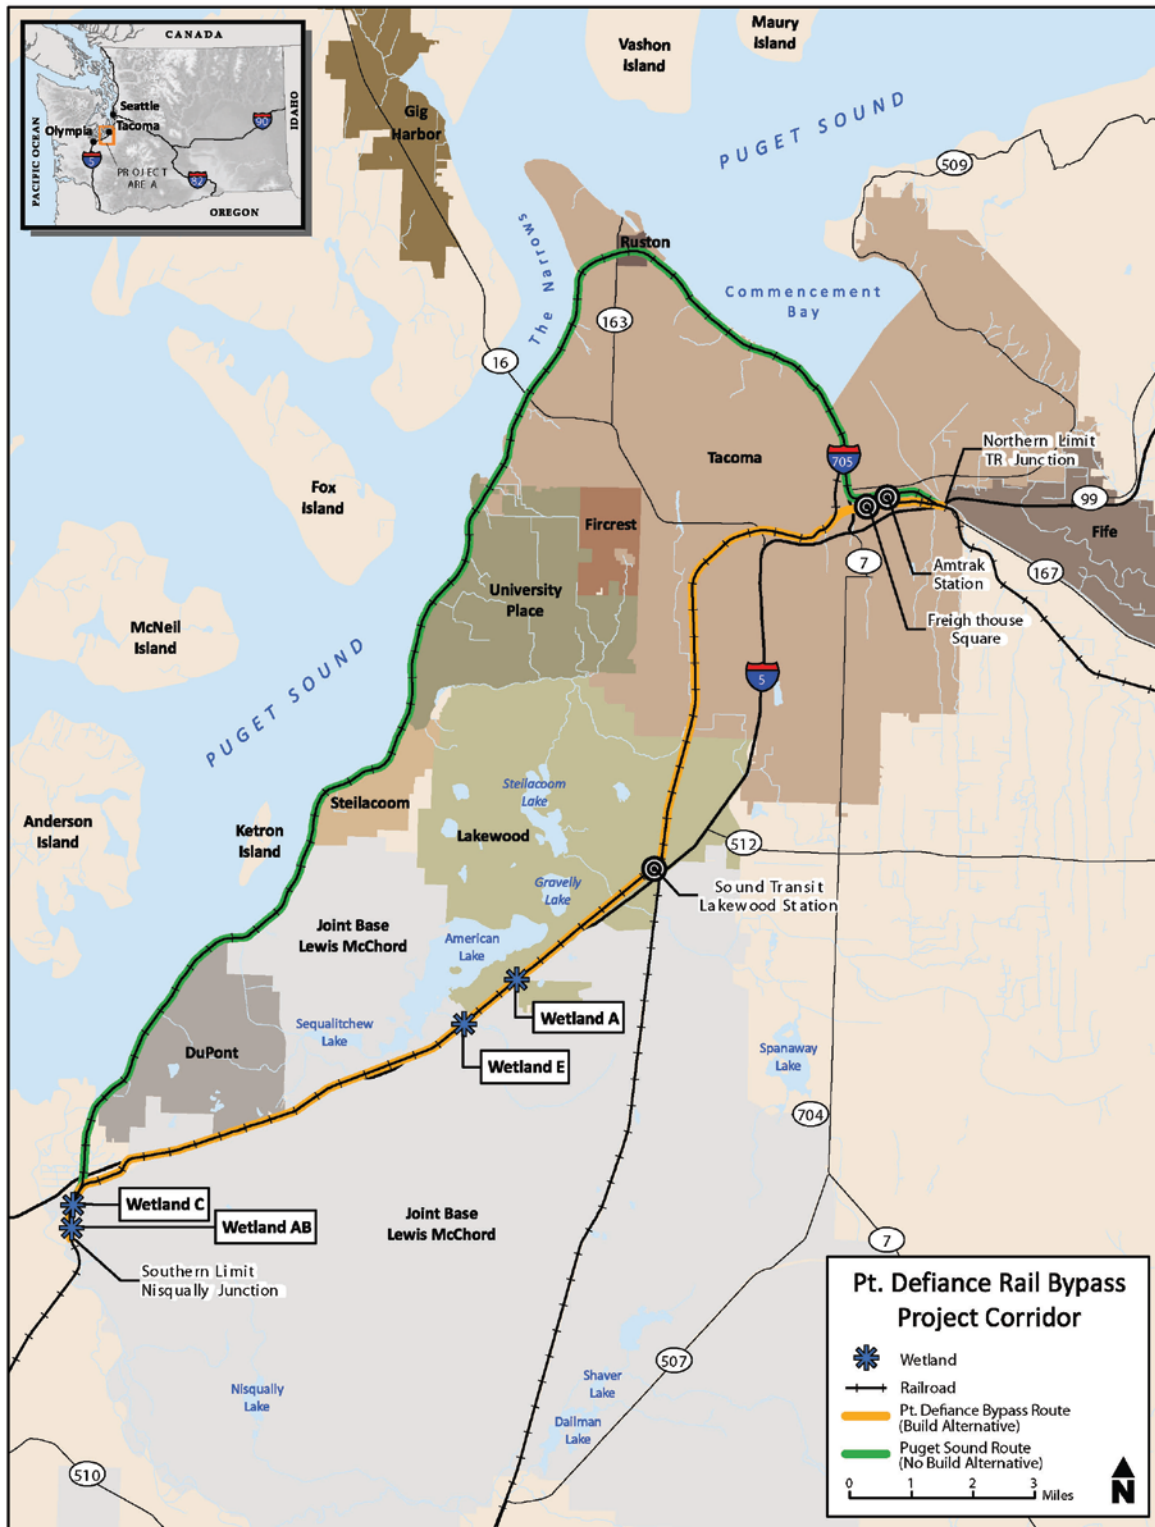 CANADA
Seattle
Tacoma
Olympia
90
5
82
PROJECT
AREA
PACIFIC OCEAN
IDAHO
OREGON
Maury
Island
Vashon
Island
Gig
Harbor
PUGET SOUND
509
The Narrows
Ruston
Commencement
Bay
163
16
Tacoma
705
Northern Limit
TR Junction
99
Fife
Fox
Island
Fircrest
7
Amtrak
Station
167
University
Place
Freighthouse
Square
McNeil
Island
PUGET SOUND
5
Steilacoom
Lake
Steilacoom
Anderson
Island
Ketron
Island
Lakewood
512
Gravelly
Lake
Sound Transit
Lakewood Station
Joint Base
Lewis McChord
American
Lake
Wetland A
Sequalitchew
Lake
DuPont
Wetland E
Spanaway
Lake
704
Wetland C
Wetland AB
Joint Base
Lewis McChord
7
Southern Limit
Nisqually Junction
507
Nisqually
Lake
Shaver
Lake
Dailman
Lake
510
Pt. Defiance Rail Bypass
Project Corridor
Wetland
Railroad
Pt. Defiance Bypass Route
(Build Alternative)
Puget Sound Route
(No Build Alternative)
0 1 2 3 Miles
N